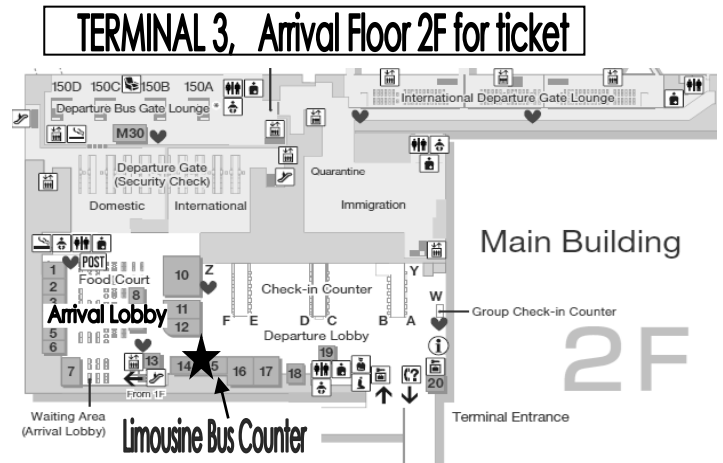 TERMINAL 3, Arrival Floor 2F for ticket
150D 150C 150B 150A
Departure Bus Gate Lounge
International Departure Gate Lounge
M30
Departure Gate
(Security Check)
Quarantine
Domestic International
Immigration
POST
Main Building
1
2
Food Court
8
10
Z
Check-in Counter
Y
W
Group Check-in Counter
Arrival Lobby
11
12
F E D C B A
5
6
Departure Lobby
2F
7
13
14
16
17
18
19
20
From 1F
Waiting Area
(Arrival Lobby)
Limousine Bus Counter
Terminal Entrance